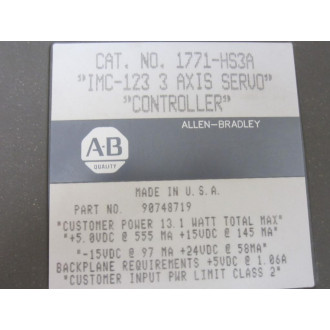 CAT. NO. 1771-HS3A
"IMC-123 3 AXIS SERVO"
"CONTROLLER"
ALLEN-BRADLEY
A-B
QUALITY
MADE IN U.S.A.
PART NO. 90748719
"CUSTOMER POWER 13.1 WATT TOTAL MAX"
"+5.0VDC @ 555 MA +15VDC @ 145 MA"
"-15VDC @ 97 MA +24VDC @ 58MA"
BACKPLANE REQUIREMENTS +5VDC @ 1.06A
"CUSTOMER INPUT PWR LIMIT CLASS 2"